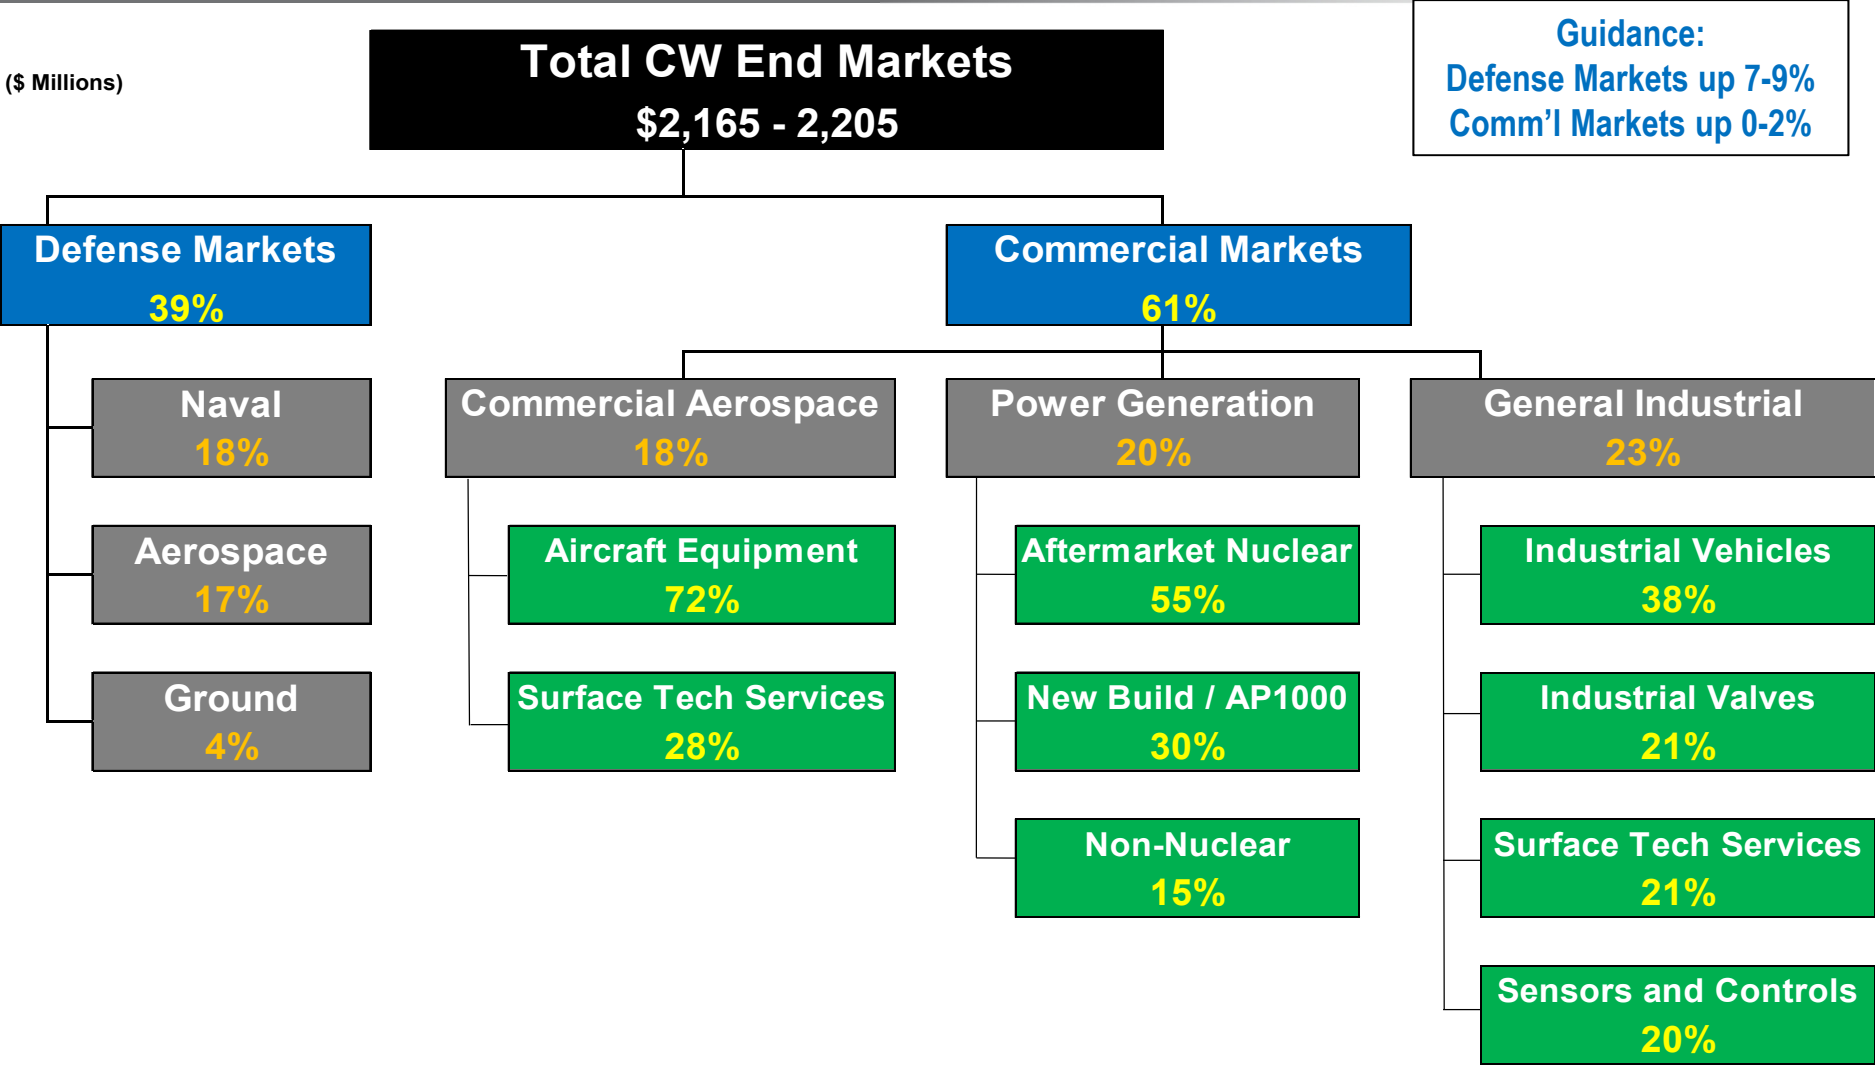 ($ Millions)
Total CW End Markets
$2,165 - 2,205
Guidance:
Defense Markets up 7-9%
Comm’l Markets up 0-2%
Defense Markets
39%
Commercial Markets
61%
Naval
18%
Aerospace
17%
Ground
4%
Commercial Aerospace
18%
Aircraft Equipment
72%
Surface Tech Services
28%
Power Generation
20%
Aftermarket Nuclear
55%
New Build / AP1000
30%
Non-Nuclear
15%
General Industrial
23%
Industrial Vehicles
38%
Industrial Valves
21%
Surface Tech Services
21%
Sensors and Controls
20%